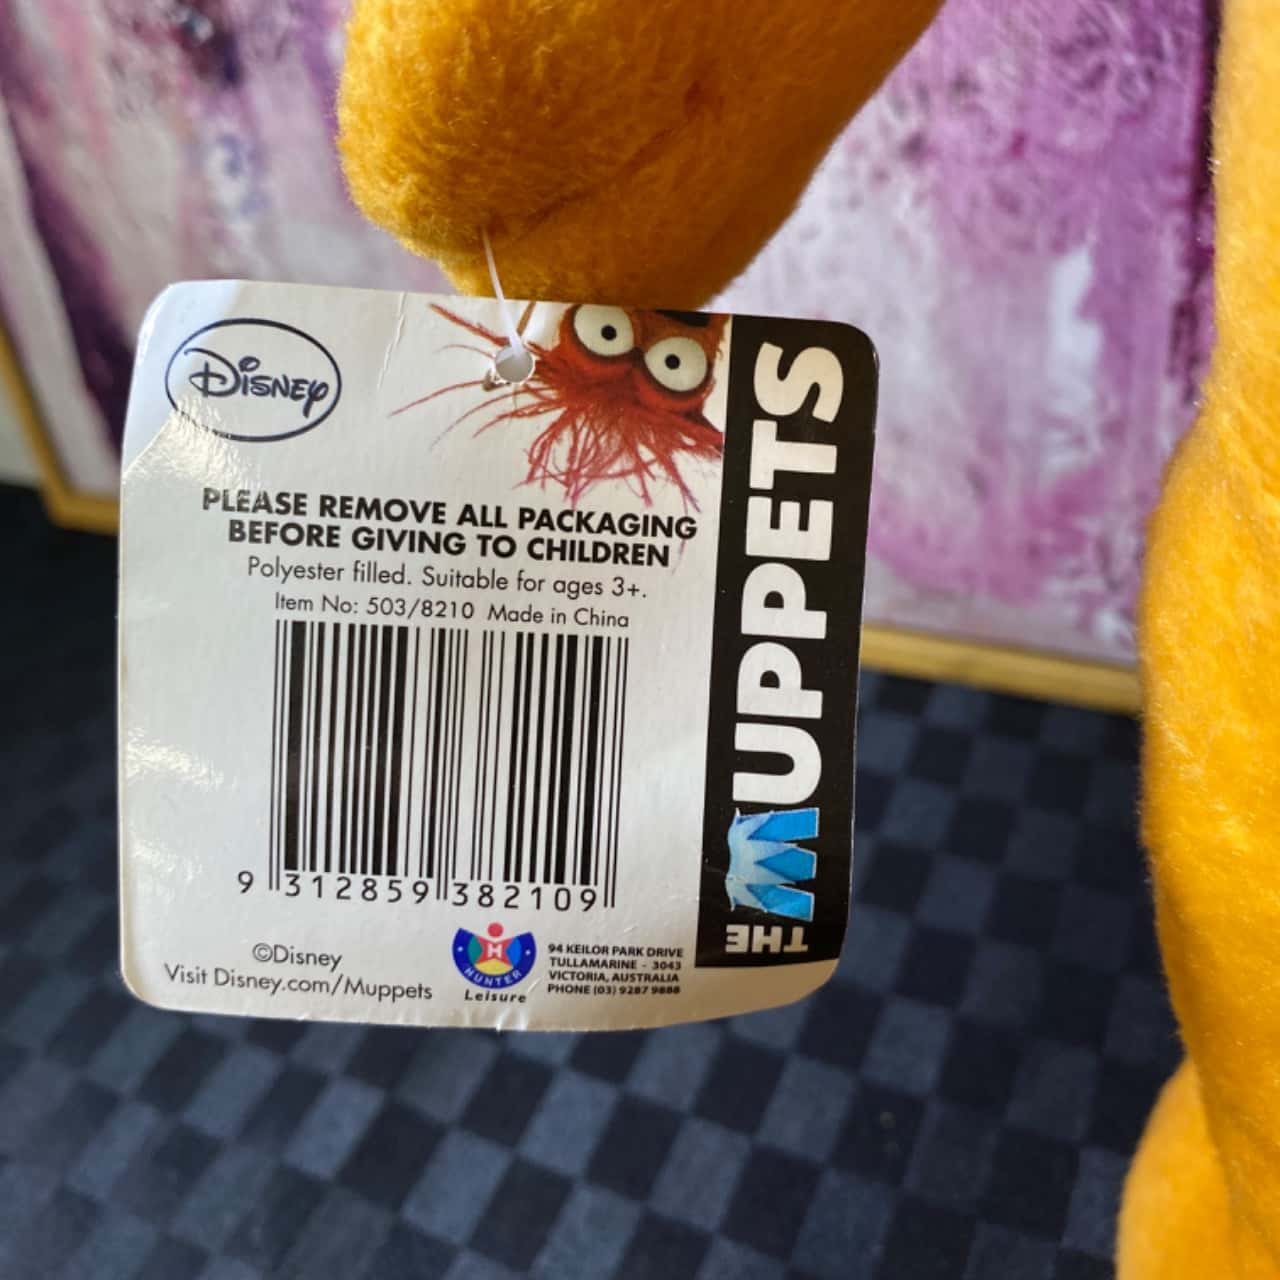 Disney
PLEASE REMOVE ALL PACKAGING
BEFORE GIVING TO CHILDREN
Polyester filled. Suitable for ages 3+.
Item No: 503/8210 Made in China
9 312859 382109
©Disney
Visit Disney.com/Muppets
H
HUNTER
Leisure
94 KEILOR PARK DRIVE
TULLAMARINE - 3043
VICTORIA, AUSTRALIA
PHONE (03) 9287 9888
THE MUPPETS